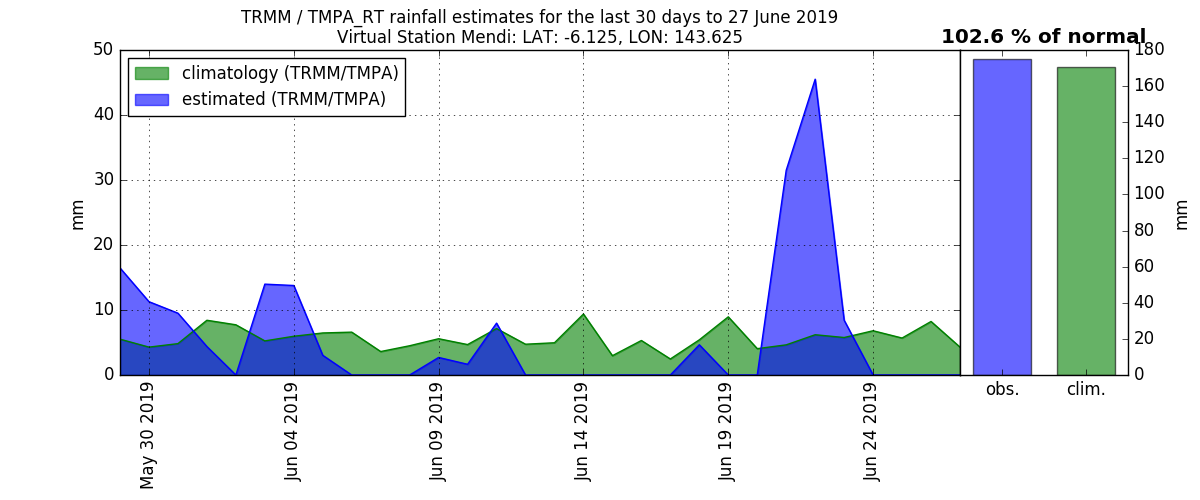 TRMM / TMPA_RT rainfall estimates for the last 30 days to 27 June 2019
Virtual Station Mendi: LAT: -6.125, LON: 143.625
102.6 % of normal
climatology (TRMM/TMPA)
estimated (TRMM/TMPA)
50
40
30
20
10
0
mm
May 30 2019
Jun 04 2019
Jun 09 2019
Jun 14 2019
Jun 19 2019
Jun 24 2019
obs.
clim.
180
160
140
120
100
80
60
40
20
0
mm